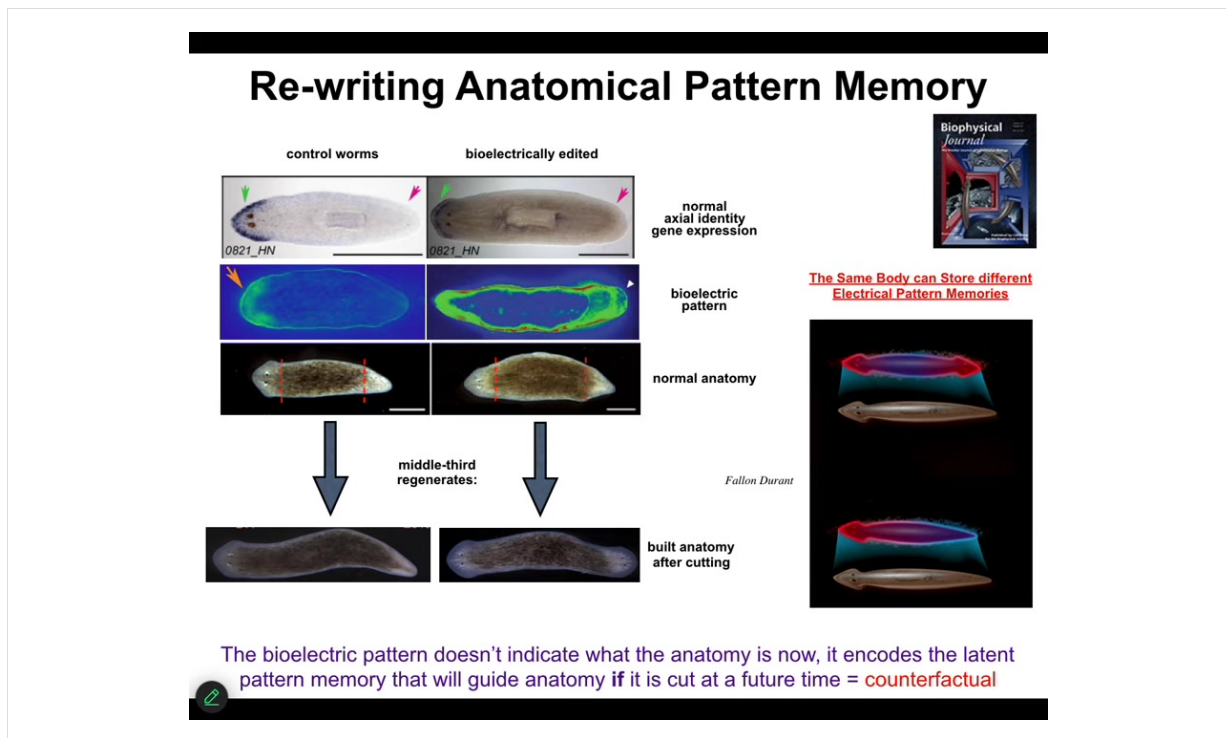 Re-writing Anatomical Pattern Memory
Biophysical
Journal
control worms
bioelectrically edited
normal
axial identity
gene expression
0821_HN
0821_HN
The Same Body can Store different
Electrical Pattern Memories
bioelectric
pattern
normal anatomy
middle-third
regenerates:
Fallon Durant
built anatomy
after cutting
The bioelectric pattern doesn't indicate what the anatomy is now, it encodes the latent
pattern memory that will guide anatomy if it is cut at a future time = counterfactual